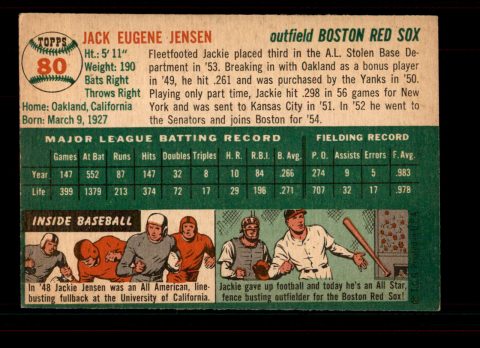 TOPPS
80
JACK EUGENE JENSEN
outfield BOSTON RED SOX
Ht.: 5' 11"
Weight: 190
Bats Right
Throws Right
Home: Oakland, California
Born: March 9, 1927
Fleetfooted Jackie placed third in the A.L. Stolen Base De-
partment in '53. Breaking in with Oakland as a bonus player
in '49, he hit .261 and was purchased by the Yanks in '50.
Playing only part time, Jackie hit .298 in 56 games for New
York and was sent to Kansas City in '51. In '52 he went to
the Senators and joins Boston for '54.
MAJOR LEAGUE BATTING RECORD
FIELDING RECORD
Games At Bat Runs Hits Doubles Triples H.R. R.B.I. B. Avg. P.O. Assists Errors F. Avg.
Year 147 552 87 147 32 8 10 84 .266 274 9 5 .983
Life 399 1379 213 374 72 17 29 196 .271 707 32 17 .978
INSIDE BASEBALL
In '48 Jackie Jensen was an All American, line-
busting fullback at the University of California.
Jackie gave up football and today he's an All Star,
fence busting outfielder for the Boston Red Sox!